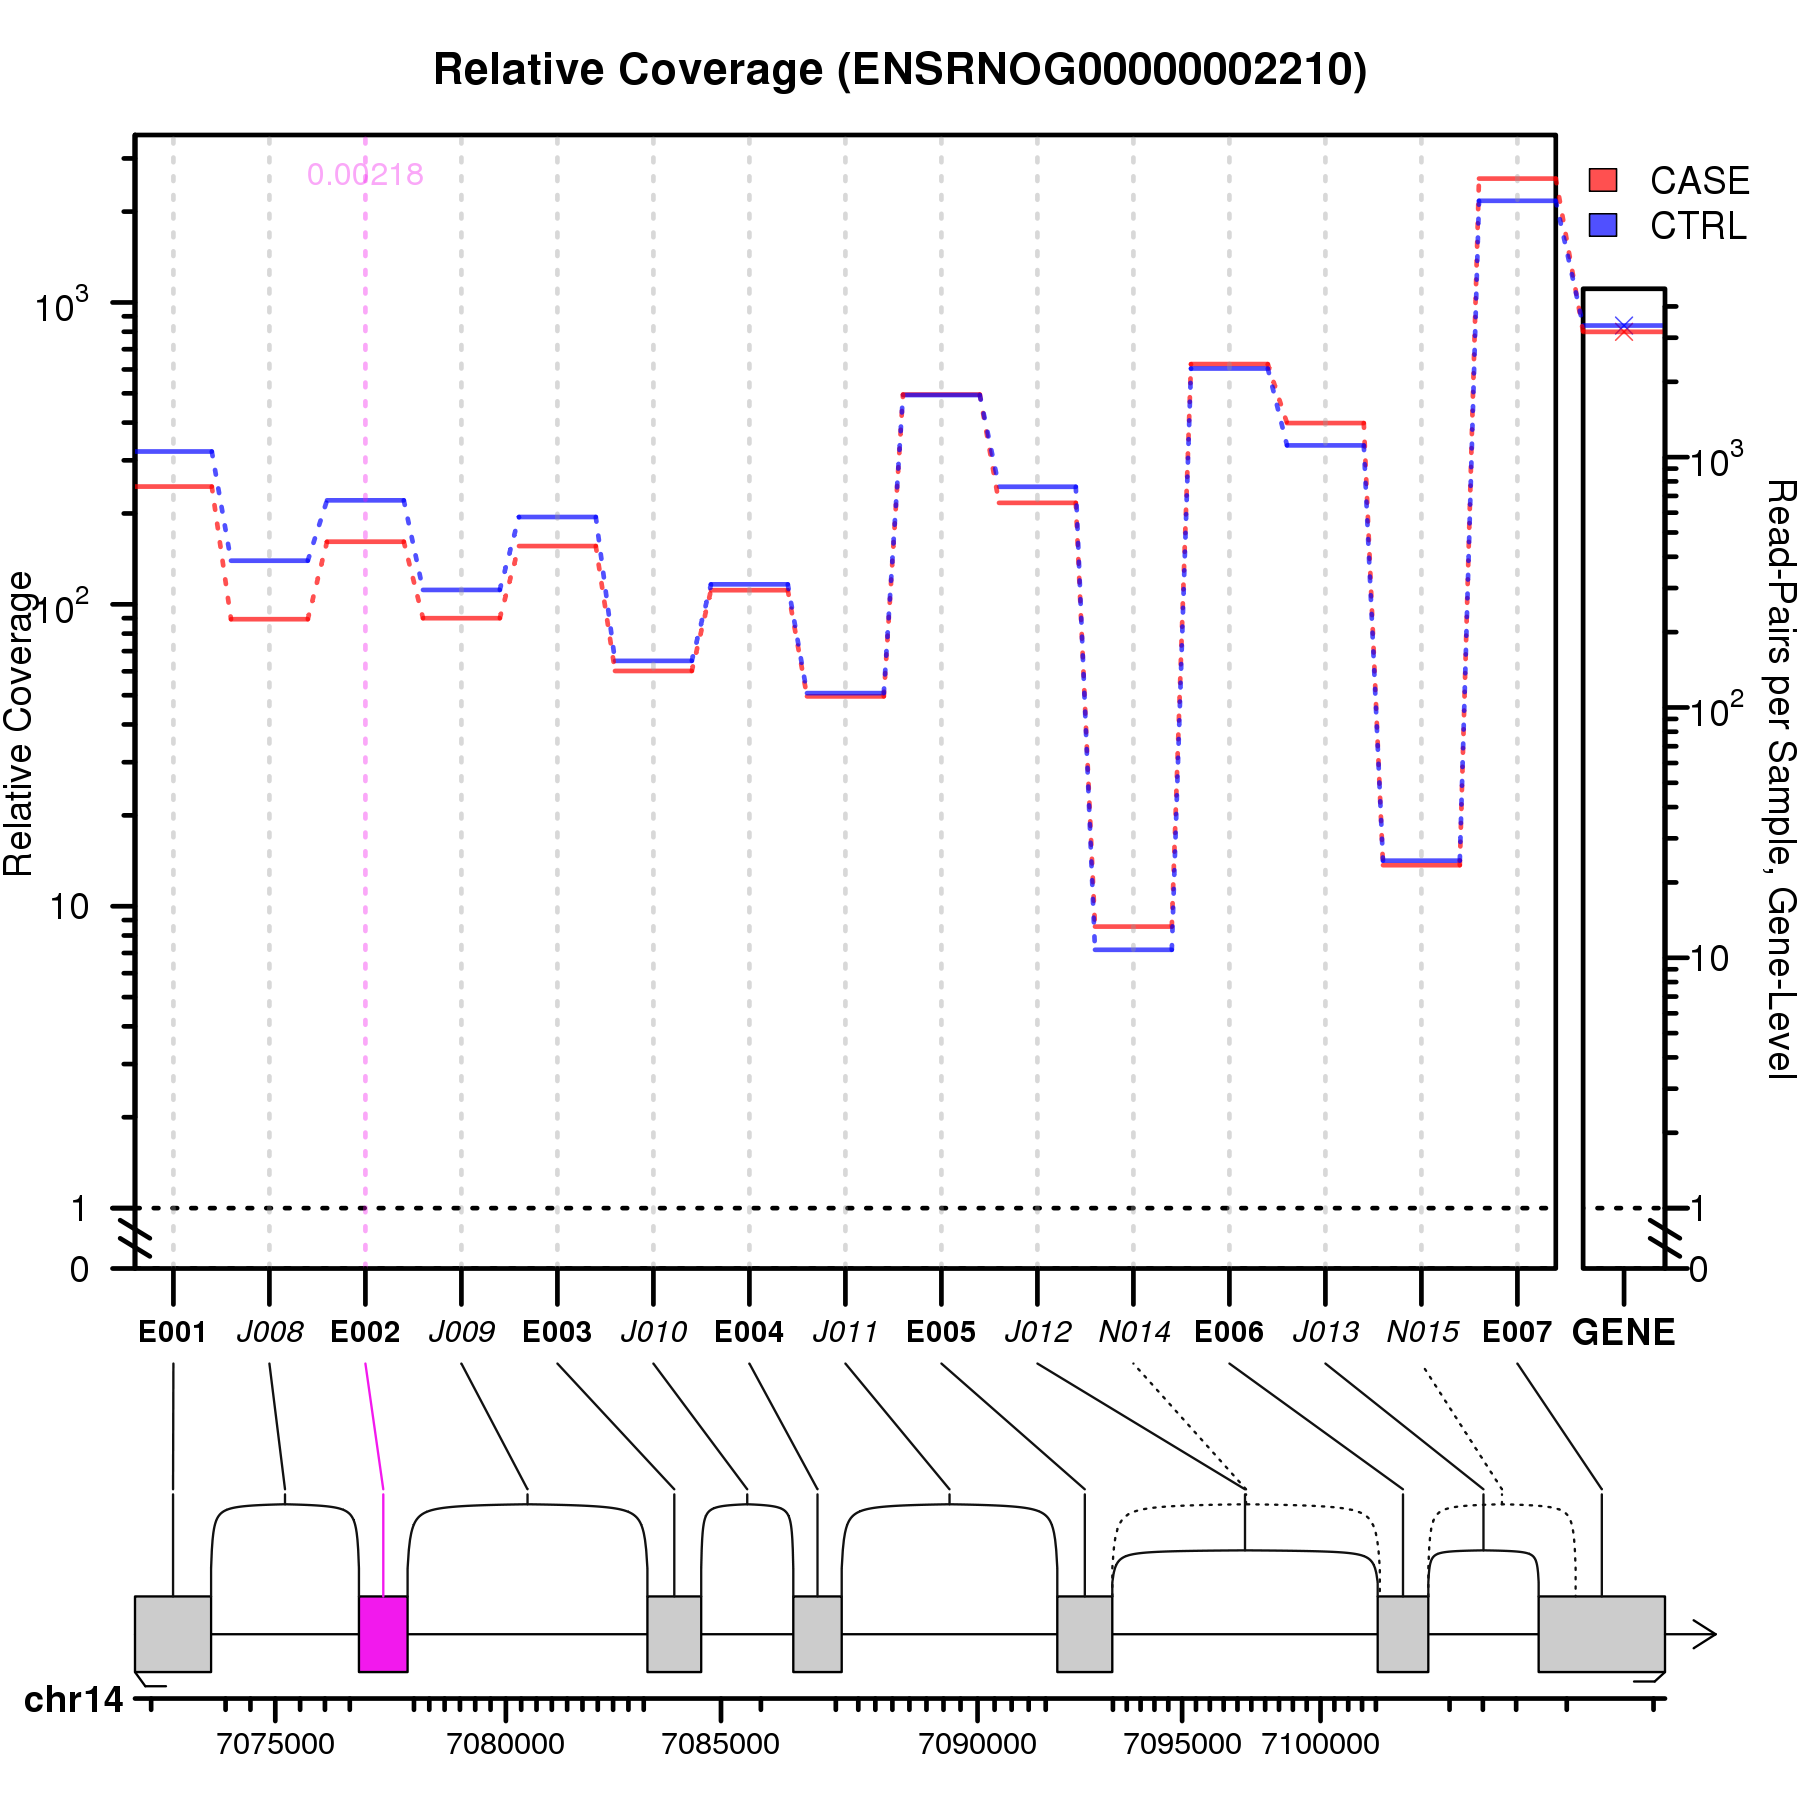 Relative Coverage (ENSRNOG00000002210)
0.00218
CASE
CTRL
Relative Coverage
10³
10²
10
1
0
10³
10²
10
1
0
Read-Pairs per Sample, Gene-Level
E001 J008 E002 J009 E003 J010 E004 J011 E005 J012 N014 E006 J013 N015 E007 GENE
chr14
7075000 7080000 7085000 7090000 7095000 7100000